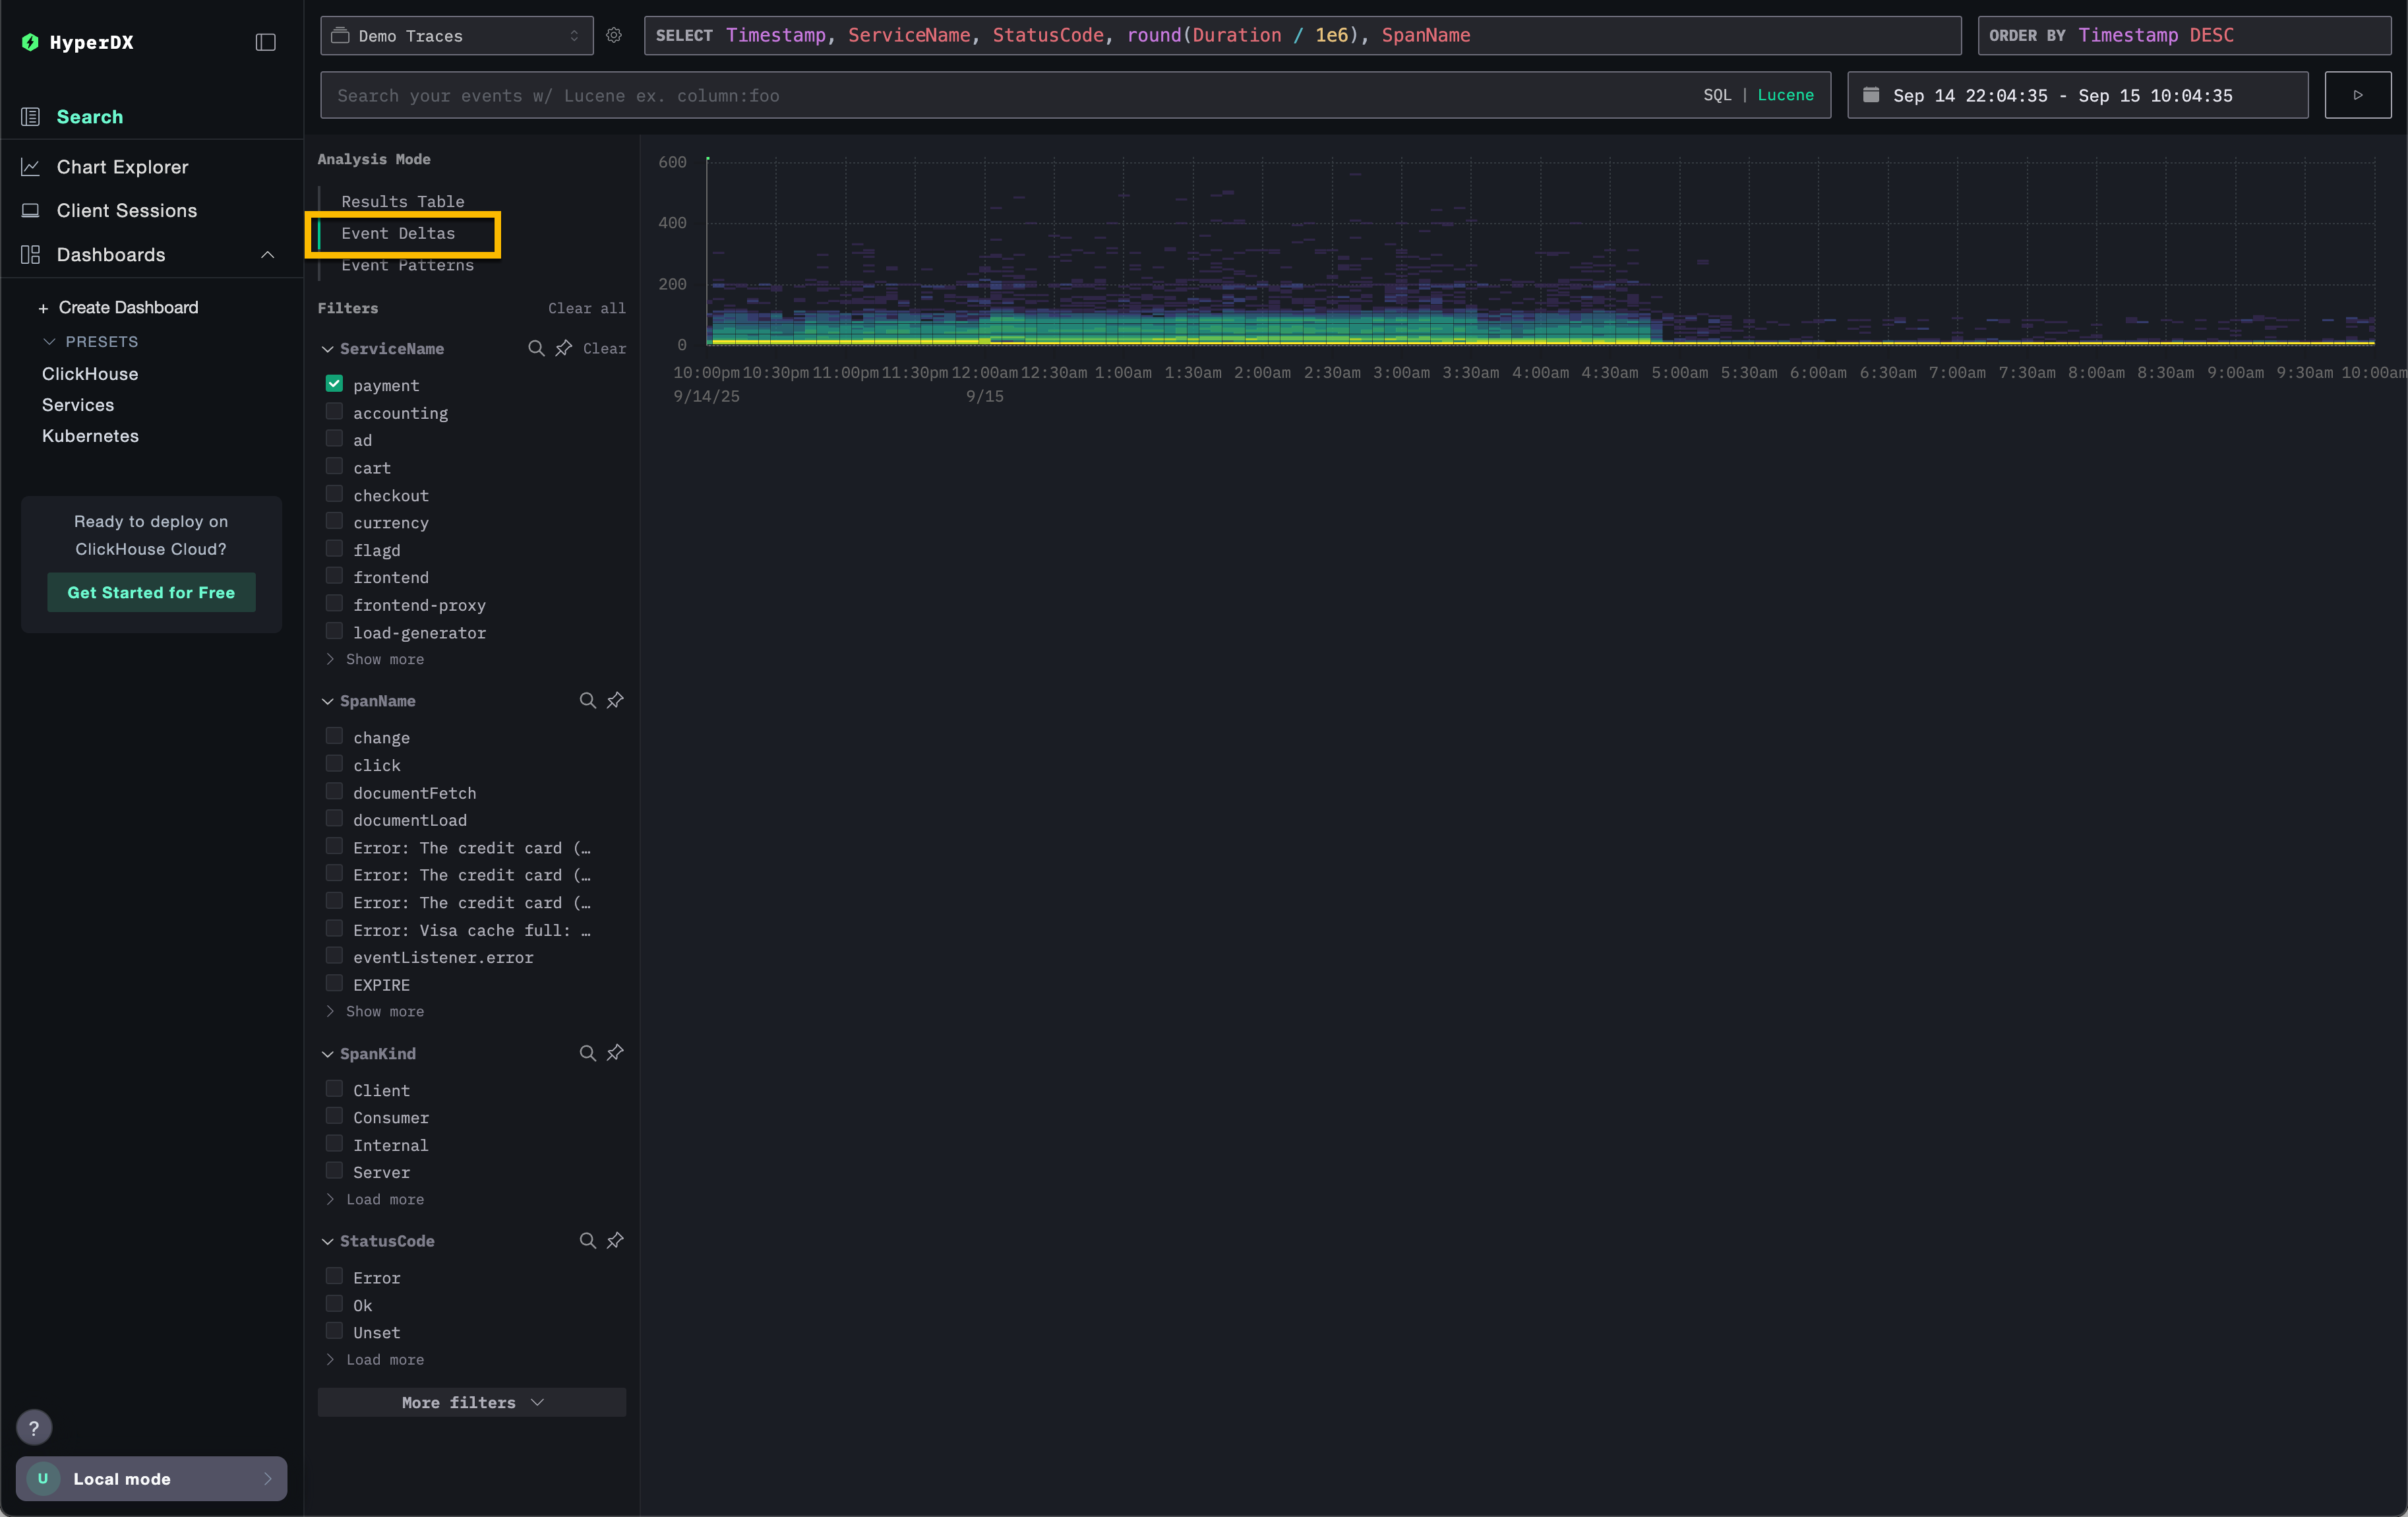 HyperDX
Search
Chart Explorer
Client Sessions
Dashboards
+ Create Dashboard
PRESETS
ClickHouse
Services
Kubernetes
Ready to deploy on
ClickHouse Cloud?
Get Started for Free
?
U Local mode
Demo Traces
SELECT Timestamp, ServiceName, StatusCode, round(Duration / 1e6), SpanName
ORDER BY Timestamp DESC
Search your events w/ Lucene ex. column:foo
SQL | Lucene
Sep 14 22:04:35 - Sep 15 10:04:35
Analysis Mode
Results Table
Event Deltas
Event Patterns
Filters Clear all
ServiceName Clear
payment
accounting
ad
cart
checkout
currency
flagd
frontend
frontend-proxy
load-generator
Show more
SpanName
change
click
documentFetch
documentLoad
Error: The credit card (…
Error: The credit card (…
Error: The credit card (…
Error: Visa cache full: …
eventListener.error
EXPIRE
Show more
SpanKind
Client
Consumer
Internal
Server
Load more
StatusCode
Error
Ok
Unset
Load more
More filters
600
400
200
0
10:00pm 10:30pm 11:00pm 11:30pm 12:00am 12:30am 1:00am 1:30am 2:00am 2:30am 3:00am 3:30am 4:00am 4:30am 5:00am 5:30am 6:00am 6:30am 7:00am 7:30am 8:00am 8:30am 9:00am 9:30am 10:00am
9/14/25 9/15